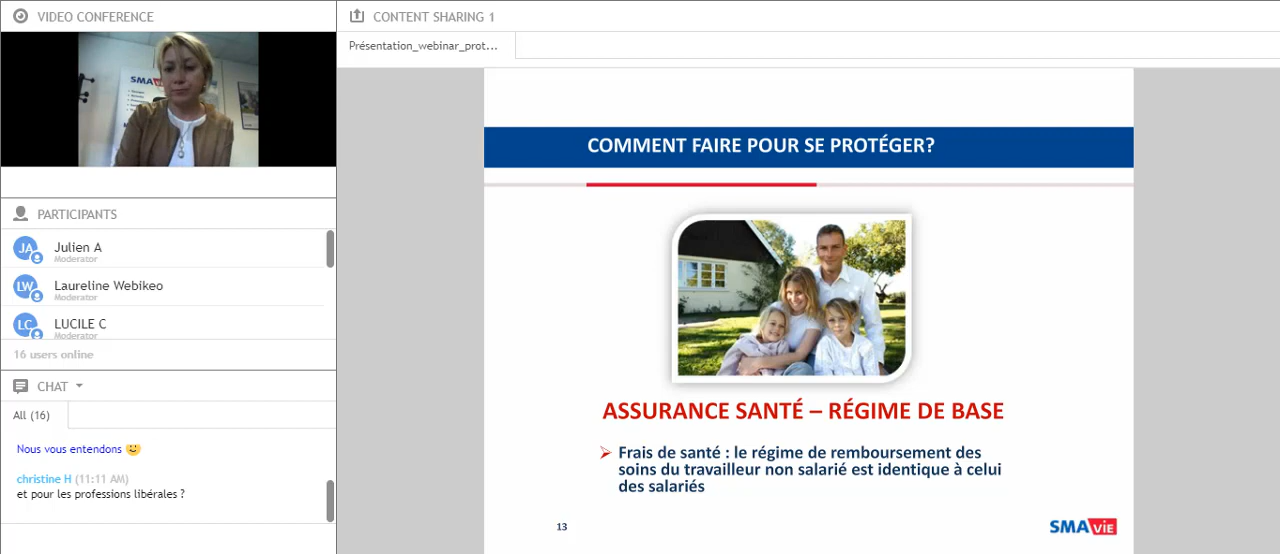 VIDEO CONFERENCE
SMAvie
PARTICIPANTS
JA
Julien A
Moderator
LW
Laureline Webikeo
Moderator
LC
LUCILE C
Moderator
16 users online
CHAT
All (16)
Nous vous entendons
christine H (11:11 AM)
et pour les professions libérales ?
CONTENT SHARING 1
Présentation_webinar_prot...
COMMENT FAIRE POUR SE PROTÉGER?
ASSURANCE SANTÉ – RÉGIME DE BASE
Frais de santé : le régime de remboursement des
soins du travailleur non salarié est identique à celui
des salariés
13
SMAVIE